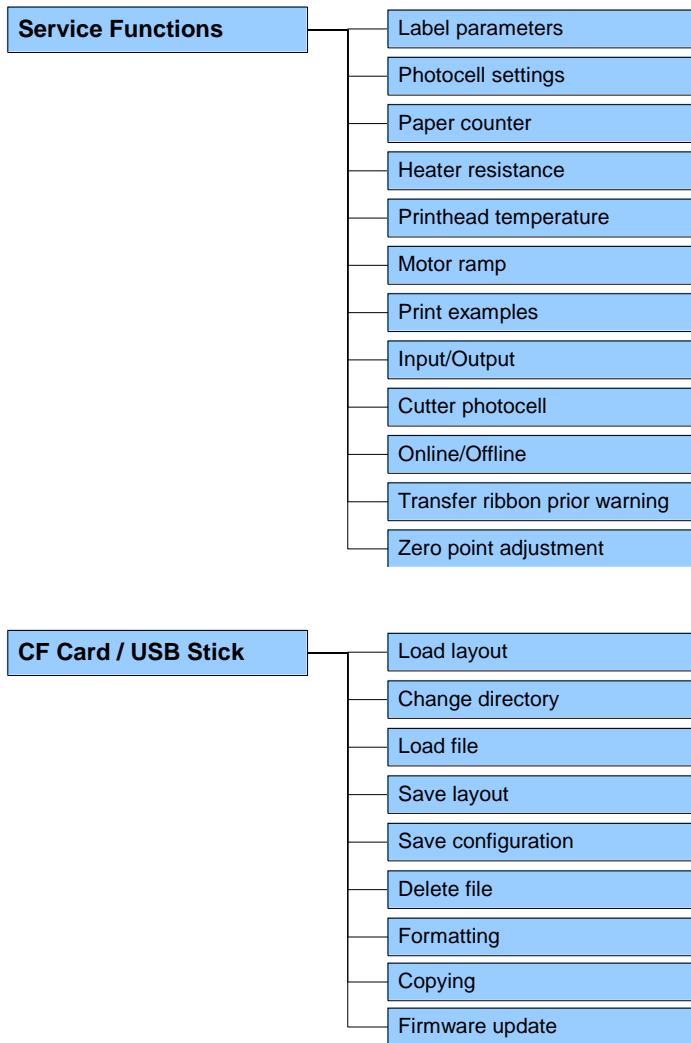 Service Functions
Label parameters
Photocell settings
Paper counter
Heater resistance
Printhead temperature
Motor ramp
Print examples
Input/Output
Cutter photocell
Online/Offline
Transfer ribbon prior warning
Zero point adjustment
CF Card / USB Stick
Load layout
Change directory
Load file
Save layout
Save configuration
Delete file
Formatting
Copying
Firmware update